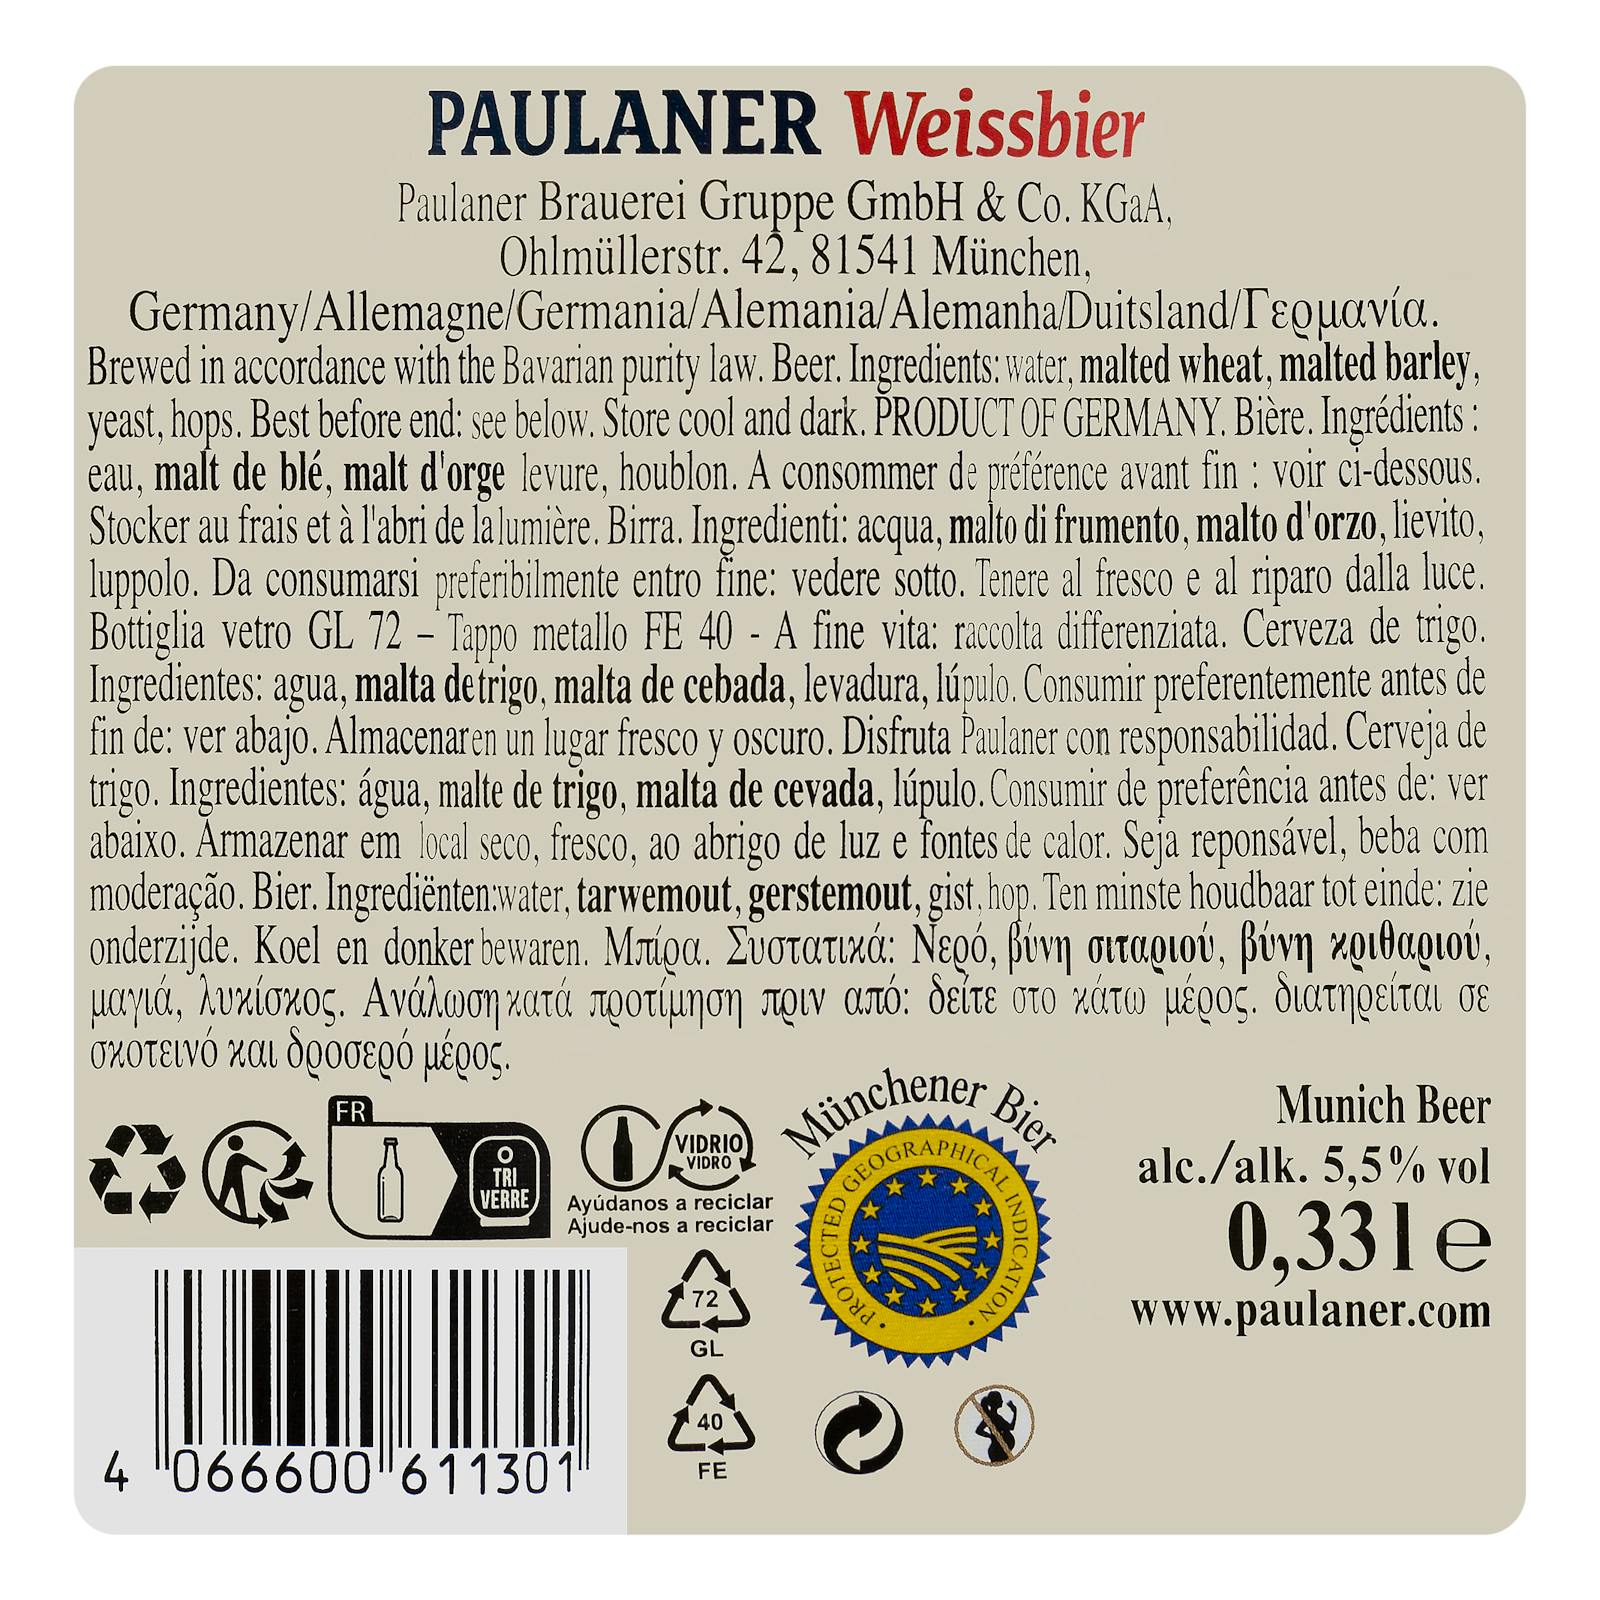 PAULANER Weissbier
Paulaner Brauerei Gruppe GmbH & Co. KGaA,
Ohlmüllerstr. 42, 81541 München,
Germany/Allemagne/Germania/Alemania/Alemanha/Duitsland/Γερμανία.
Brewed in accordance with the Bavarian purity law. Beer. Ingredients: water, malted wheat, malted barley,
yeast, hops. Best before end: see below. Store cool and dark. PRODUCT OF GERMANY. Bière. Ingrédients :
eau, malt de blé, malt d'orge levure, houblon. A consommer de préférence avant fin : voir ci-dessous.
Stocker au frais et à l'abri de la lumière. Birra. Ingredienti: acqua, malto di frumento, malto d'orzo, lievito,
luppolo. Da consumarsi preferibilmente entro fine: vedere sotto. Tenere al fresco e al riparo dalla luce.
Bottiglia vetro GL 72 – Tappo metallo FE 40 - A fine vita: raccolta differenziata. Cerveza de trigo.
Ingredientes: agua, malta de trigo, malta de cebada, levadura, lúpulo. Consumir preferentemente antes de
fin de: ver abajo. Almacenar en un lugar fresco y oscuro. Disfruta Paulaner con responsabilidad. Cerveja de
trigo. Ingredientes: água, malte de trigo, malta de cevada, lúpulo. Consumir de preferência antes de: ver
abaixo. Armazenar em local seco, fresco, ao abrigo de luz e fontes de calor. Seja reponsável, beba com
moderação. Bier. Ingrediënten: water, tarwemout, gerstemout, gist, hop. Ten minste houdbaar tot einde: zie
onderzijde. Koel en donker bewaren. Μπίρα. Συστατικά: Νερό, βύνη σιταριού, βύνη κριθαριού,
μαγιά, λυκίσκος. Ανάλωση κατά προτίμηση πριν από: δείτε στο κάτω μέρος. διατηρείται σε
σκοτεινό και δροσερό μέρος.
FR
TRI
VERRE
VIDRIO
VIDRO
Ayúdanos a reciclar
Ajude-nos a reciclar
72
GL
40
FE
Münchener Bier
PROTECTED GEOGRAPHICAL INDICATION
Munich Beer
alc./alk. 5,5% vol
0,33 l e
www.paulaner.com
4 066600 611301